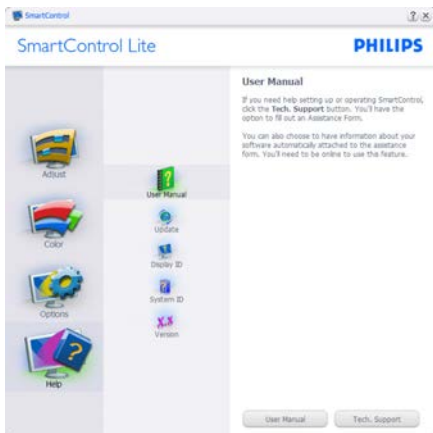 SmartControl
SmartControl Lite
PHILIPS
User Manual
If you need help setting up or operating SmartControl,
click the Tech. Support button. You'll have the
option to fill out an Assistance Form.
You can also choose to have information about your
software automatically attached to the assistance
form. You'll need to be online to use the feature.
Adjust
Color
Options
Help
User Manual
Update
Display ID
System ID
X.X
Version
User Manual
Tech. Support